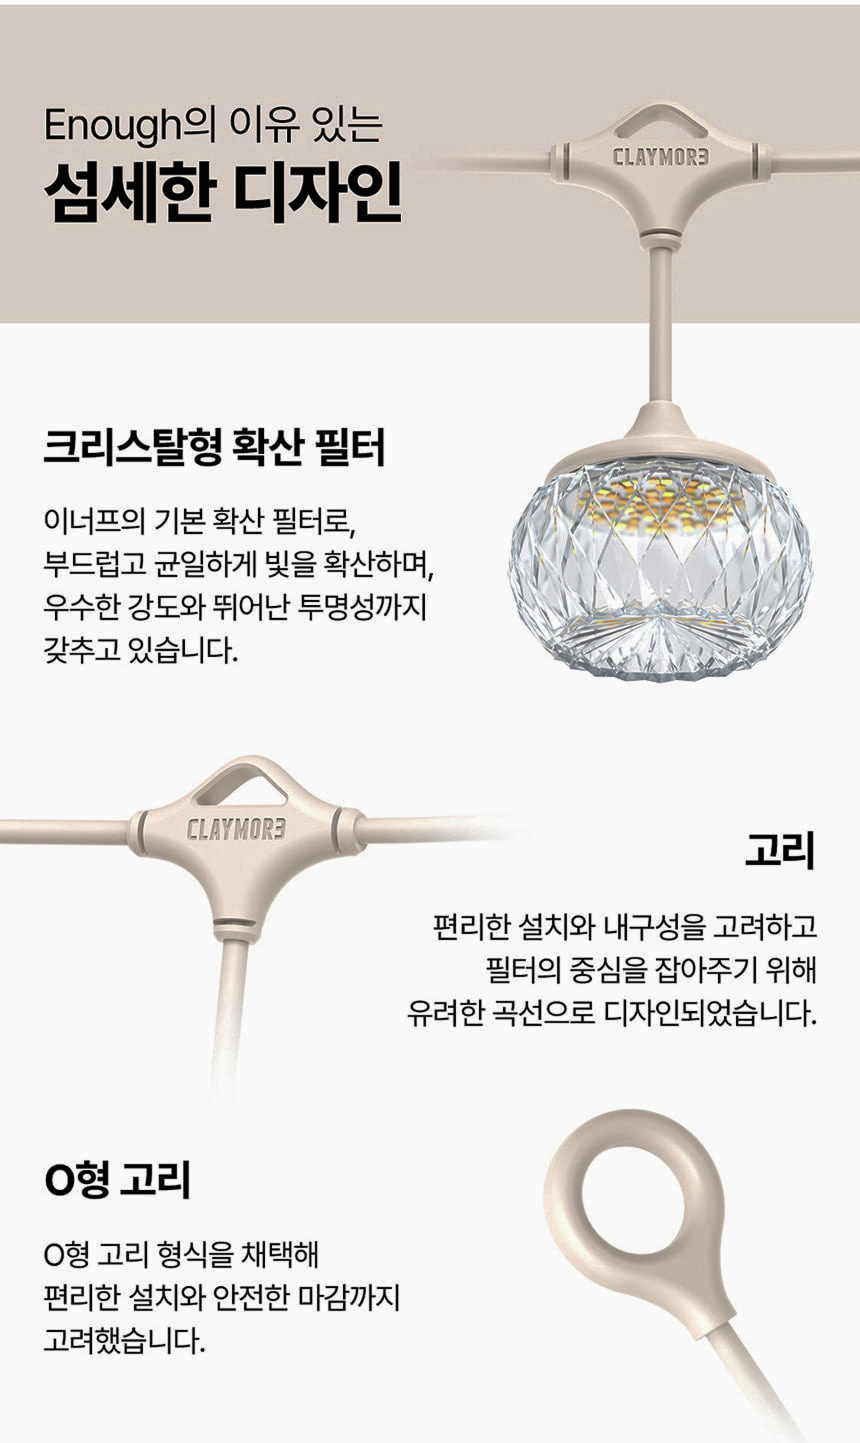 Enough의 이유 있는
섬세한 디자인
CLAYMOR3
크리스탈형 확산 필터
이너프의 기본 확산 필터로,
부드럽고 균일하게 빛을 확산하며,
우수한 강도와 뛰어난 투명성까지
갖추고 있습니다.
CLAYMOR3
고리
편리한 설치와 내구성을 고려하고
필터의 중심을 잡아주기 위해
유려한 곡선으로 디자인되었습니다.
O형 고리
O형 고리 형식을 채택해
편리한 설치와 안전한 마감까지
고려했습니다.